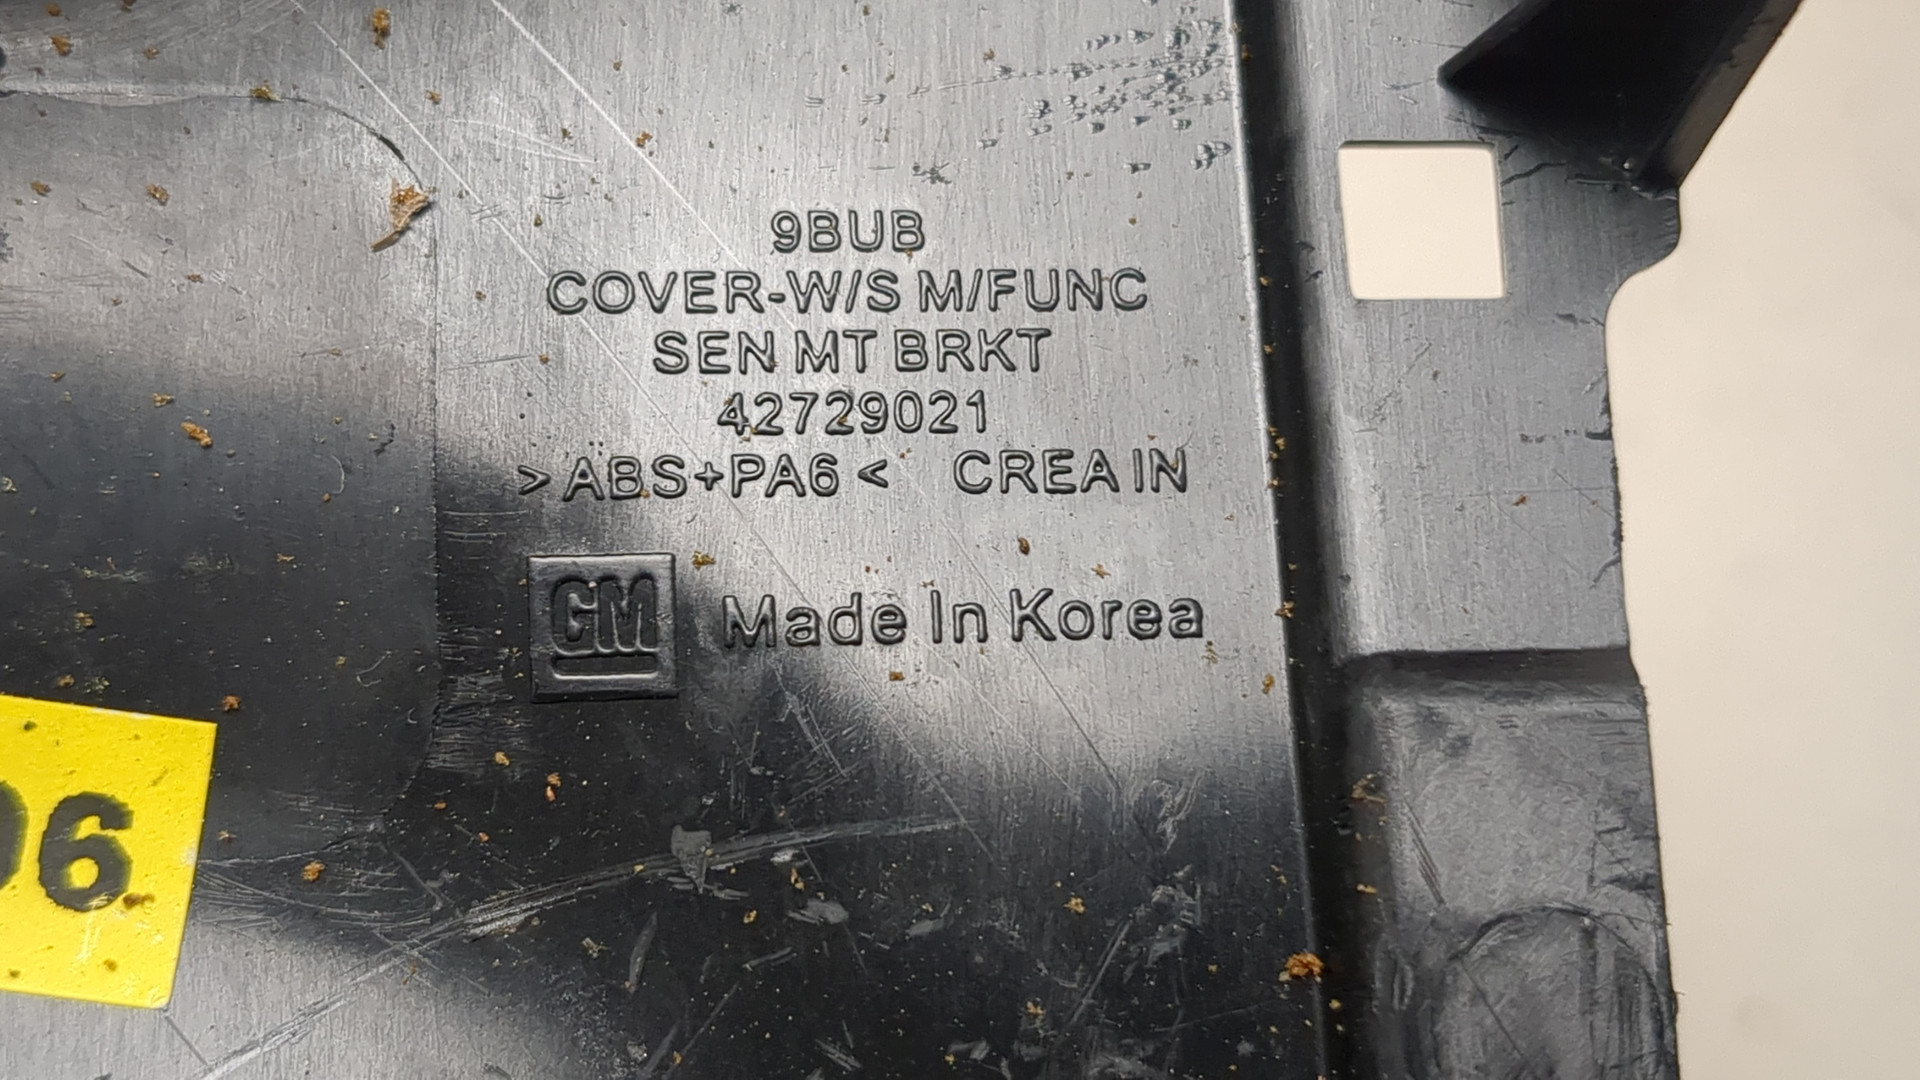 9BUB
COVER-W/S M/FUNC
SEN MT BRKT
42729021
>ABS+PA6< CREA IN
GM Made In Korea
06